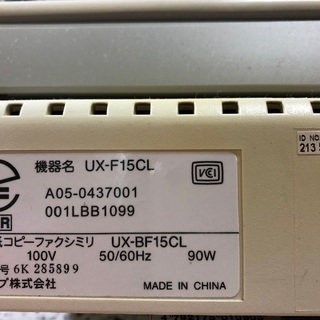 機器名 UX-F15CL
VCI
ID NO.
213
A05-0437001
001LBB1099
R
コピーファクシミリ UX-BF15CL
100V 50/60Hz 90W
号 6K 285899
プ株式会社
MADE IN CHINA